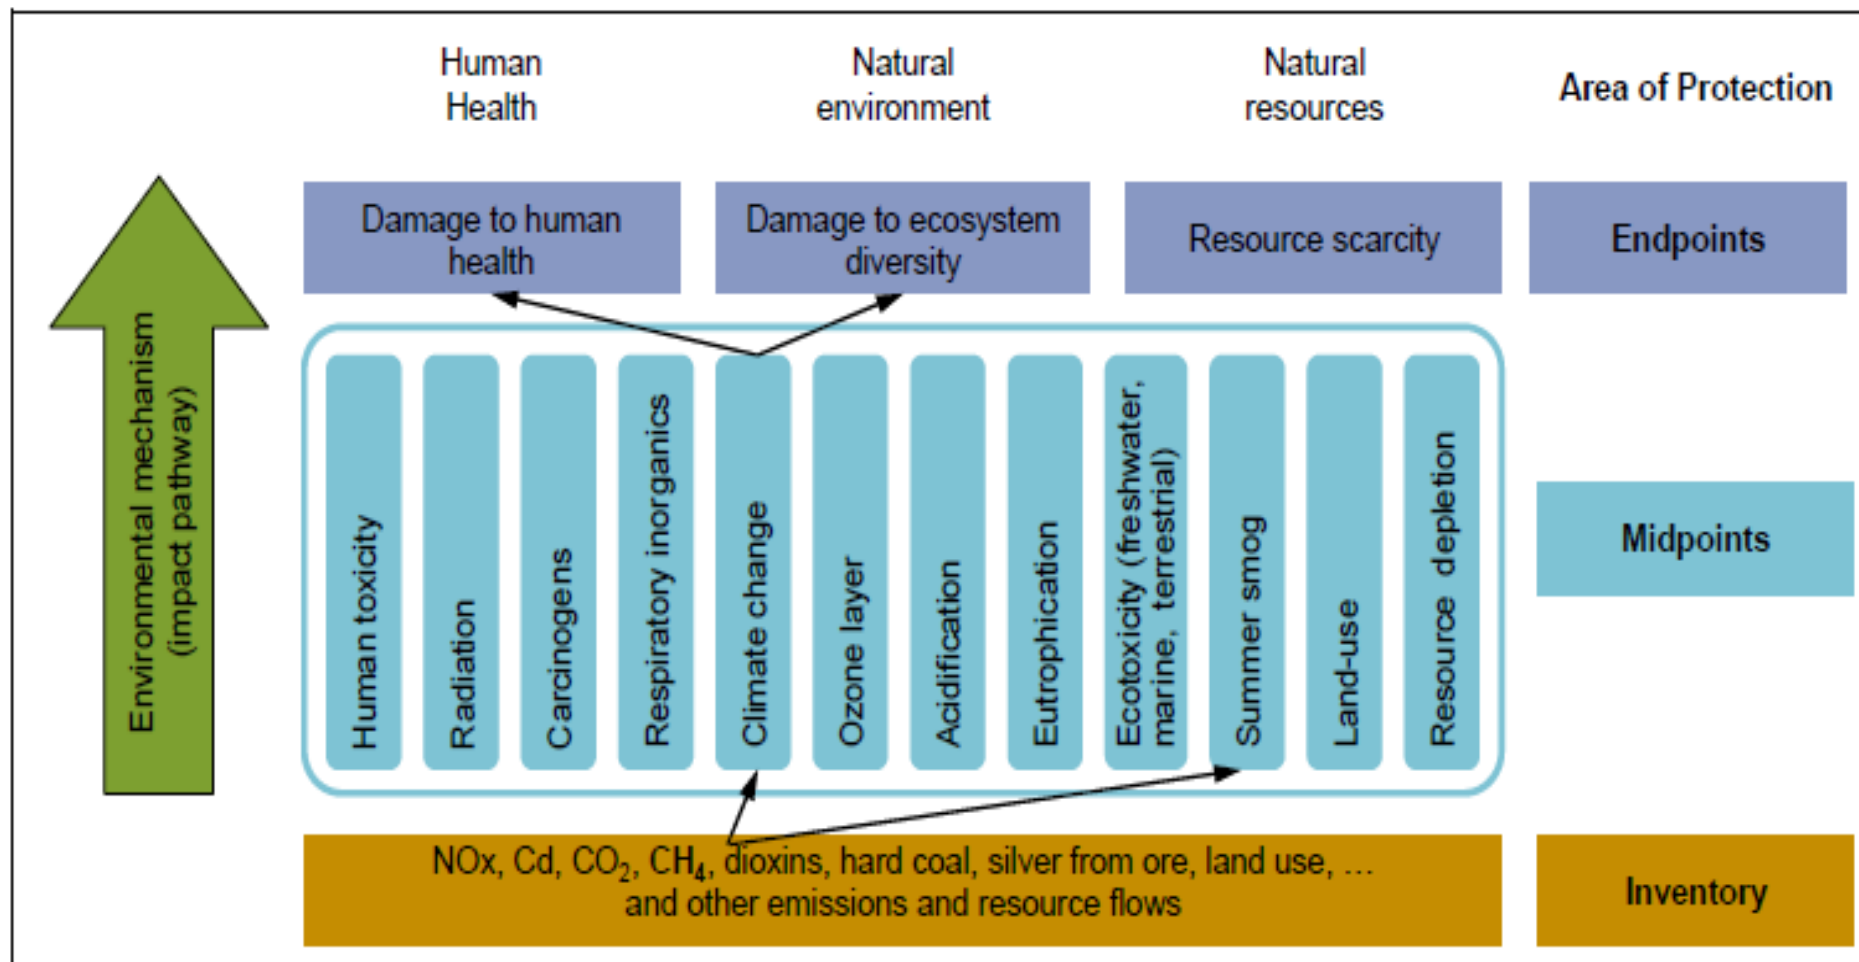 Human
Health
Natural
environment
Natural
resources
Area of Protection
Damage to human
health
Damage to ecosystem
diversity
Resource scarcity
Endpoints
Environmental mechanism
(impact pathway)
Human toxicity
Radiation
Carcinogens
Respiratory inorganics
Climate change
Ozone layer
Acidification
Eutrophication
Ecotoxicity (freshwater,
marine, terrestrial)
Summer smog
Land-use
Resource depletion
Midpoints
NOx, Cd, CO₂, CH₄, dioxins, hard coal, silver from ore, land use, …
and other emissions and resource flows
Inventory